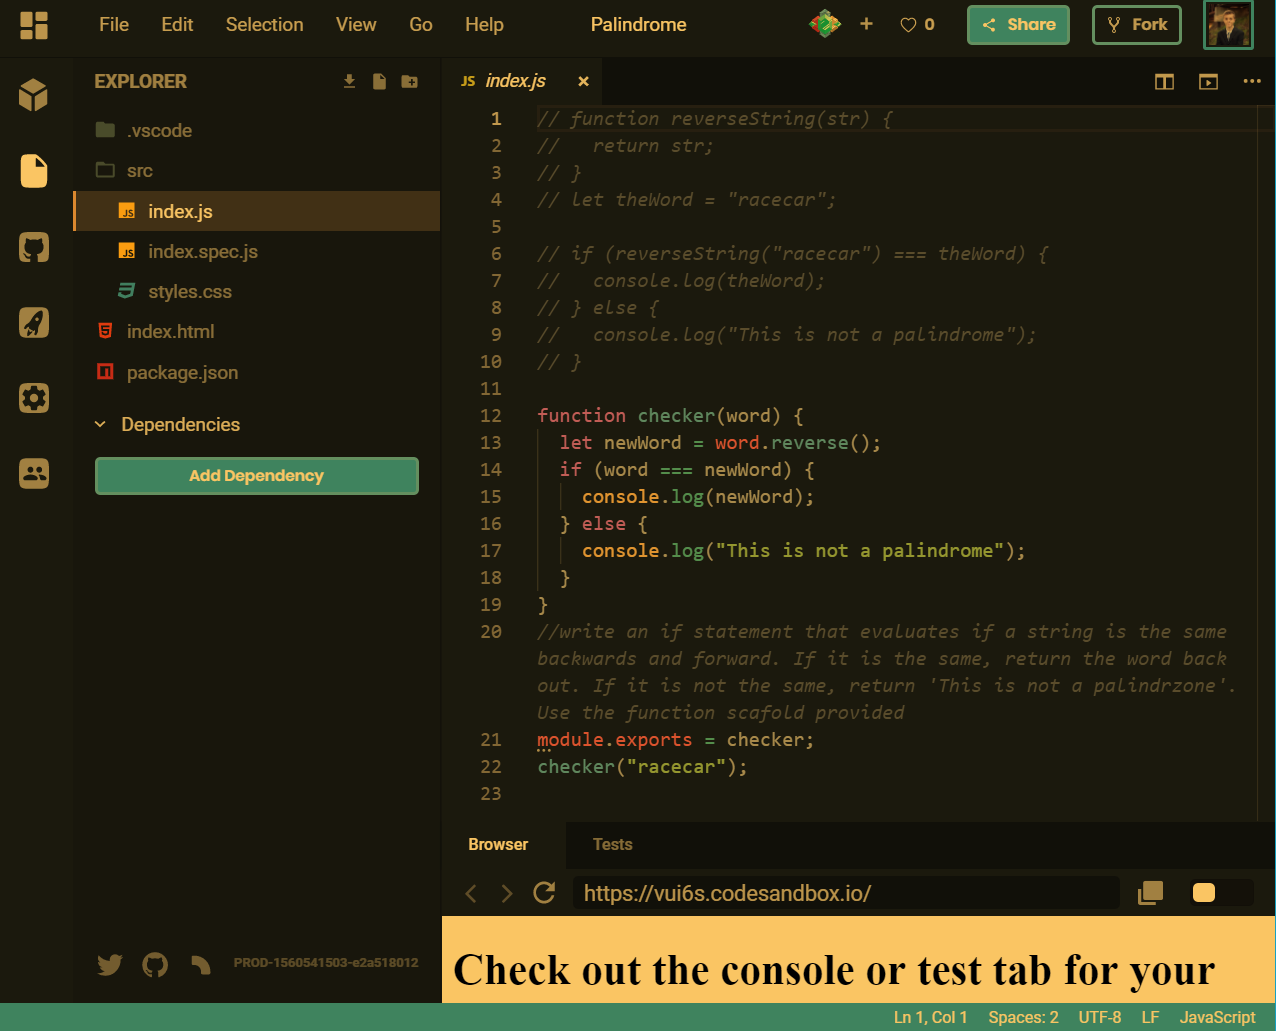 File Edit Selection View Go Help Palindrome + 0 Share Fork
EXPLORER
.vscode
src
JS index.js
JS index.spec.js
styles.css
index.html
package.json
Dependencies
Add Dependency
PROD-1560541503-e2a518012
JS index.js ×
1 // function reverseString(str) {
2 //   return str;
3 // }
4 // let theWord = "racecar";
5
6 // if (reverseString("racecar") === theWord) {
7 //   console.log(theWord);
8 // } else {
9 //   console.log("This is not a palindrome");
10 // }
11
12 function checker(word) {
13   let newWord = word.reverse();
14   if (word === newWord) {
15     console.log(newWord);
16   } else {
17     console.log("This is not a palindrome");
18   }
19 }
20 //write an if statement that evaluates if a string is the same
backwards and forward. If it is the same, return the word back
out. If it is not the same, return 'This is not a palindrzone'.
Use the function scafold provided
21 module.exports = checker;
22 checker("racecar");
23
Browser Tests
https://vui6s.codesandbox.io/
Check out the console or test tab for your
Ln 1, Col 1 Spaces: 2 UTF-8 LF JavaScript